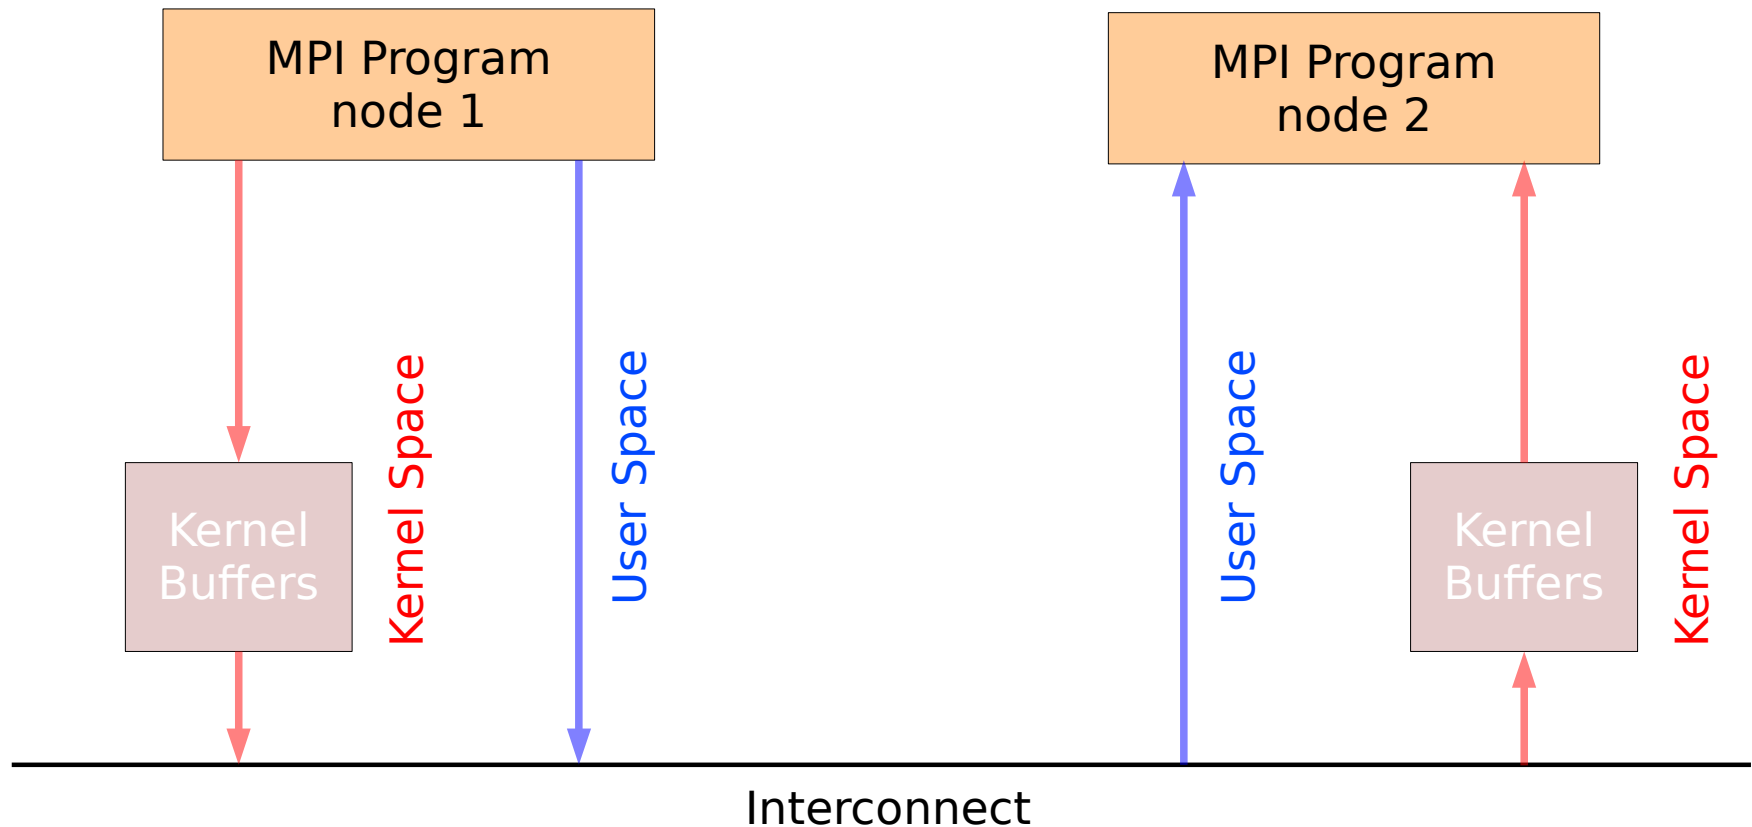 MPI Program
node 1
MPI Program
node 2
Kernel
Buffers
Kernel Space
User Space
User Space
Kernel
Buffers
Kernel Space
Interconnect